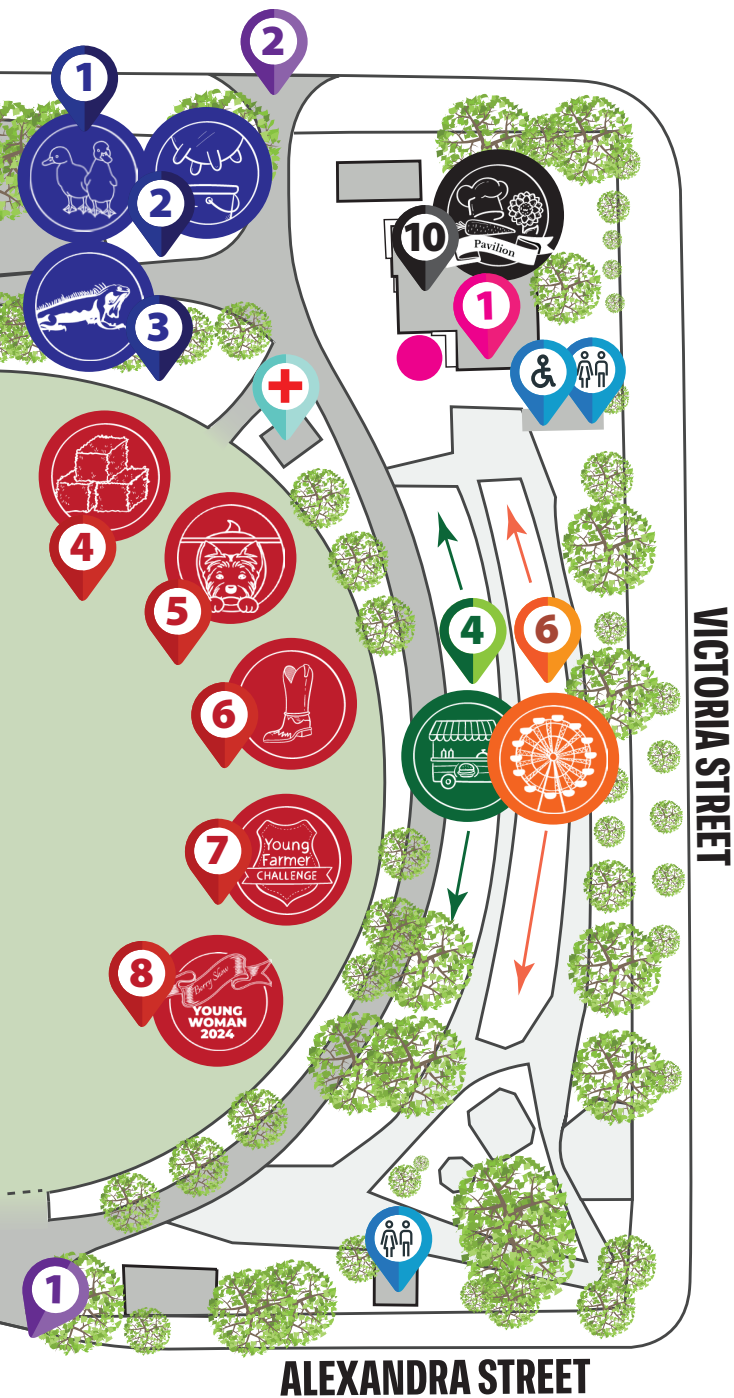 2
1
2
10
Pavilion
1
3
4
5
4
6
6
VICTORIA STREET
7
Young
Farmer
CHALLENGE
8
Berry Show
YOUNG
WOMAN
2024
1
ALEXANDRA STREET